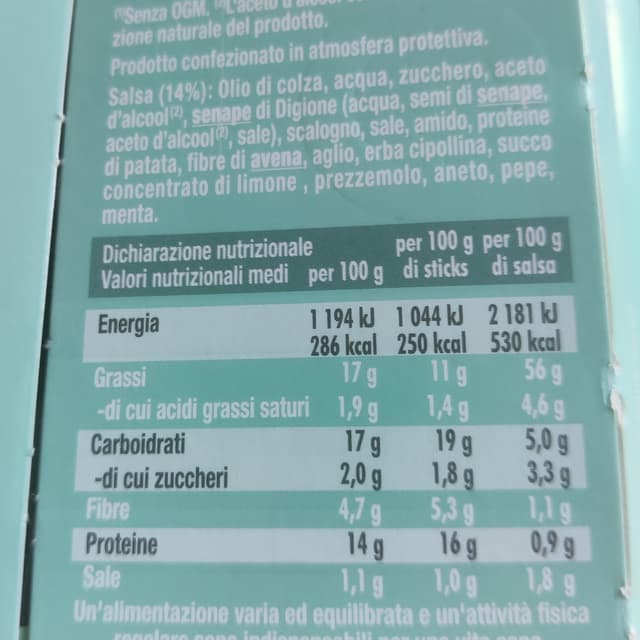 "Senza OGM.
zione naturale del prodotto.
Prodotto confezionato in atmosfera protettiva.
Salsa (14%): Olio di colza, acqua, zucchero, aceto
d'alcool⁽²⁾, senape di Digione (acqua, semi di senape,
aceto d'alcool⁽²⁾, sale), scalogno, sale, amido, proteine
di patata, fibre di avena, aglio, erba cipollina, succo
concentrato di limone , prezzemolo, aneto, pepe,
menta.
Dichiarazione nutrizionale per 100 g per 100 g
Valori nutrizionali medi per 100 g di sticks di salsa
Energia 1 194 kJ 1 044 kJ 2 181 kJ
286 kcal 250 kcal 530 kcal
Grassi 17 g 11 g 56 g
-di cui acidi grassi saturi 1,9 g 1,4 g 4,6 g
Carboidrati 17 g 19 g 5,0 g
-di cui zuccheri 2,0 g 1,8 g 3,3 g
Fibre 4,7 g 5,3 g 1,1 g
Proteine 14 g 16 g 0,9 g
Sale 1,1 g 1,0 g 1,8 g
Un'alimentazione varia ed equilibrata e un'attività fisica